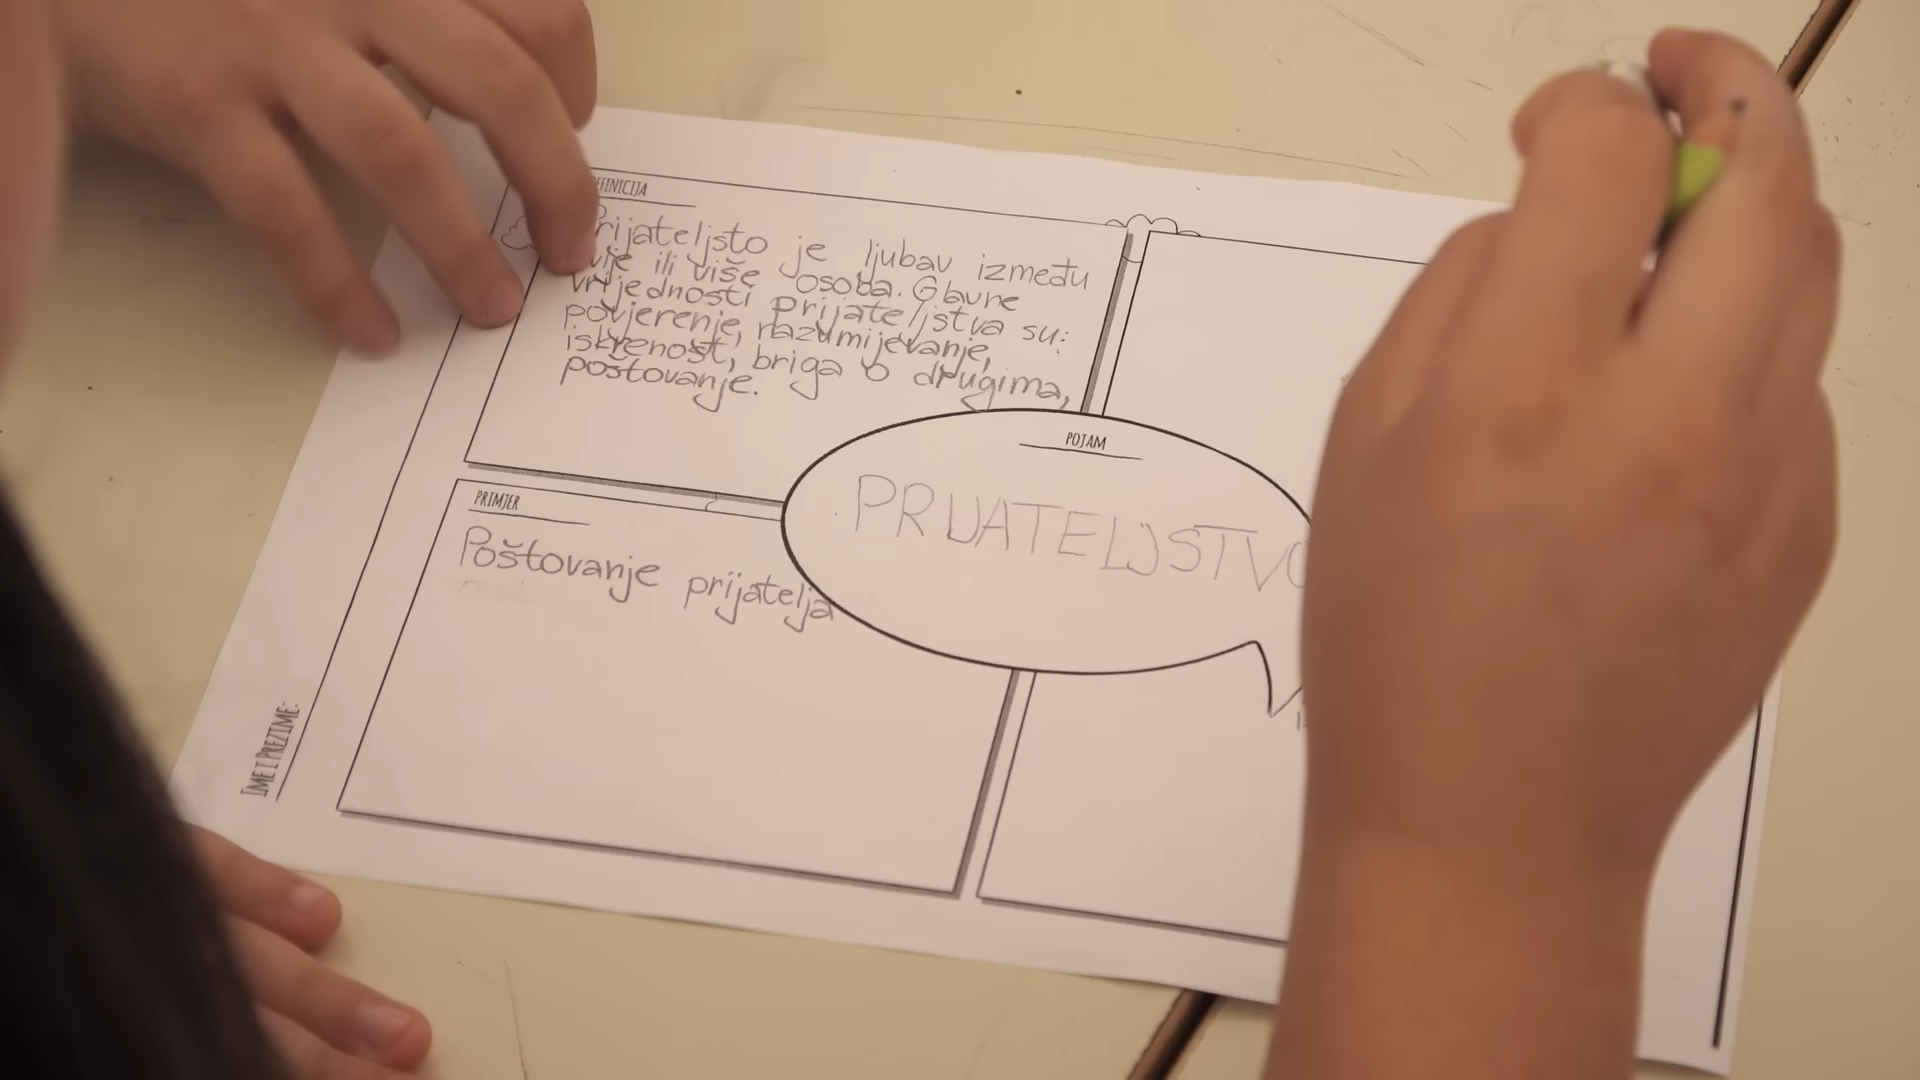 DEFINICIJA
Prijateljsto je ljubav između
dvije ili više osoba. Glavne
vrijednosti prijateljstva su:
povjerenje, razumijevanje,
iskrenost, briga o drugima,
poštovanje.
POJAM
PRIJATELJSTVO
PRIMJER
Poštovanje prijatelja
IME I PREZIME: